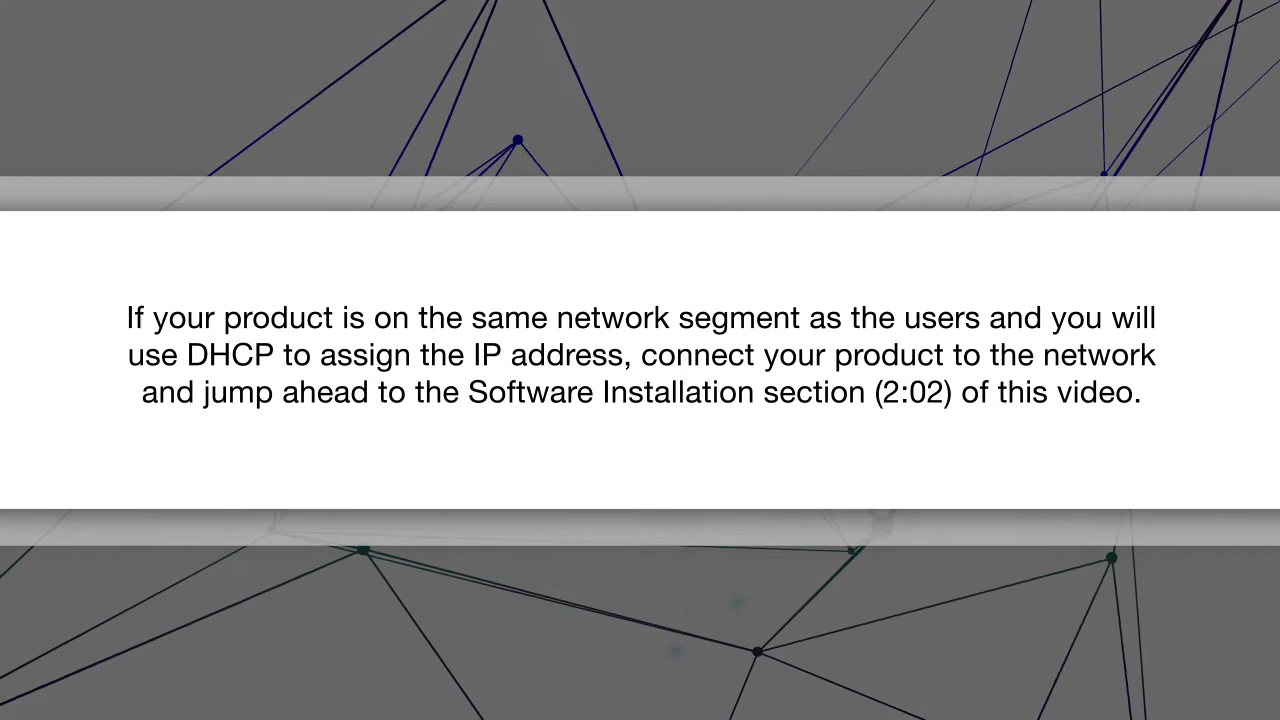 If your product is on the same network segment as the users and you will
use DHCP to assign the IP address, connect your product to the network
and jump ahead to the Software Installation section (2:02) of this video.